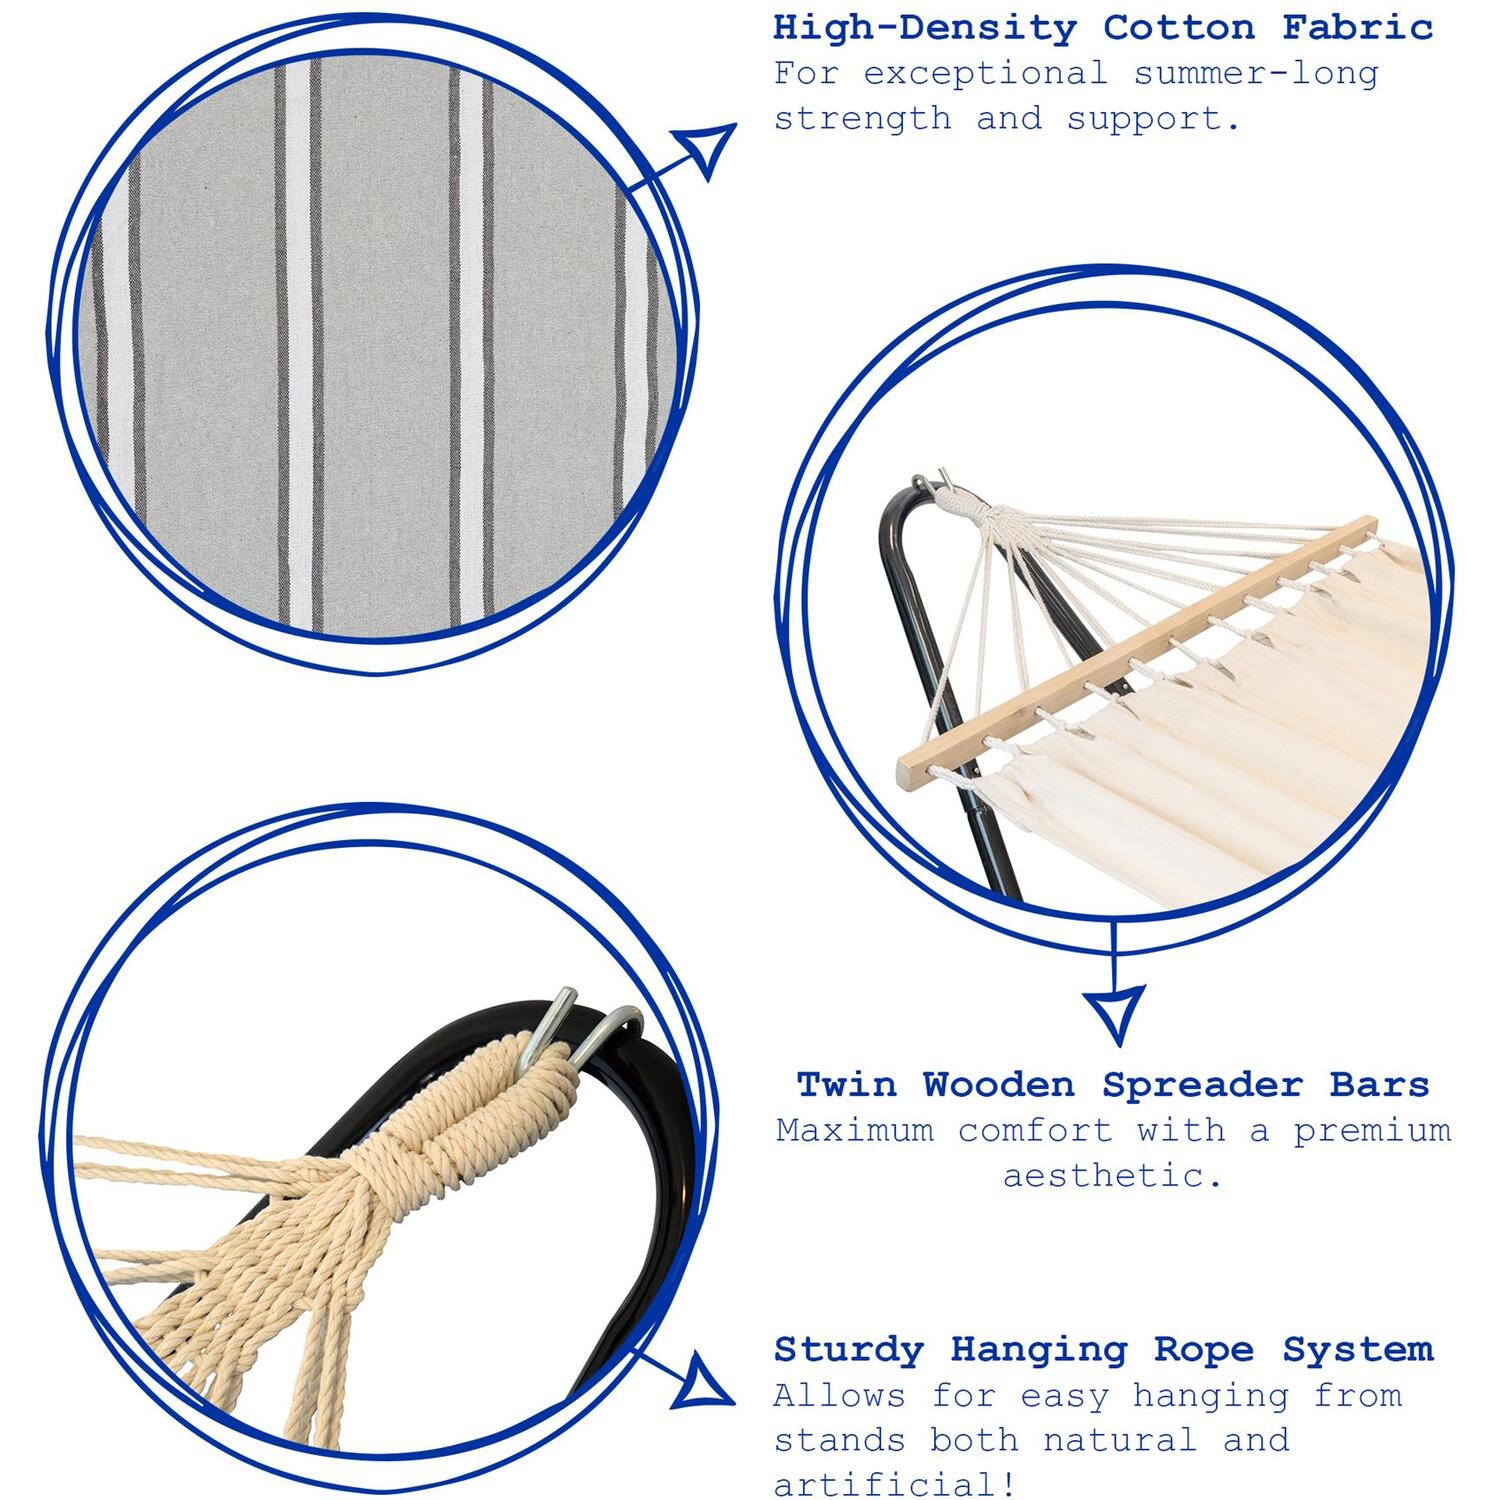 High-Density Cotton Fabric
For exceptional summer-long
strength and support.
Twin Wooden Spreader Bars
Maximum comfort with a premium
aesthetic.
Sturdy Hanging Rope System
Allows for easy hanging from
stands both natural and
artificial!